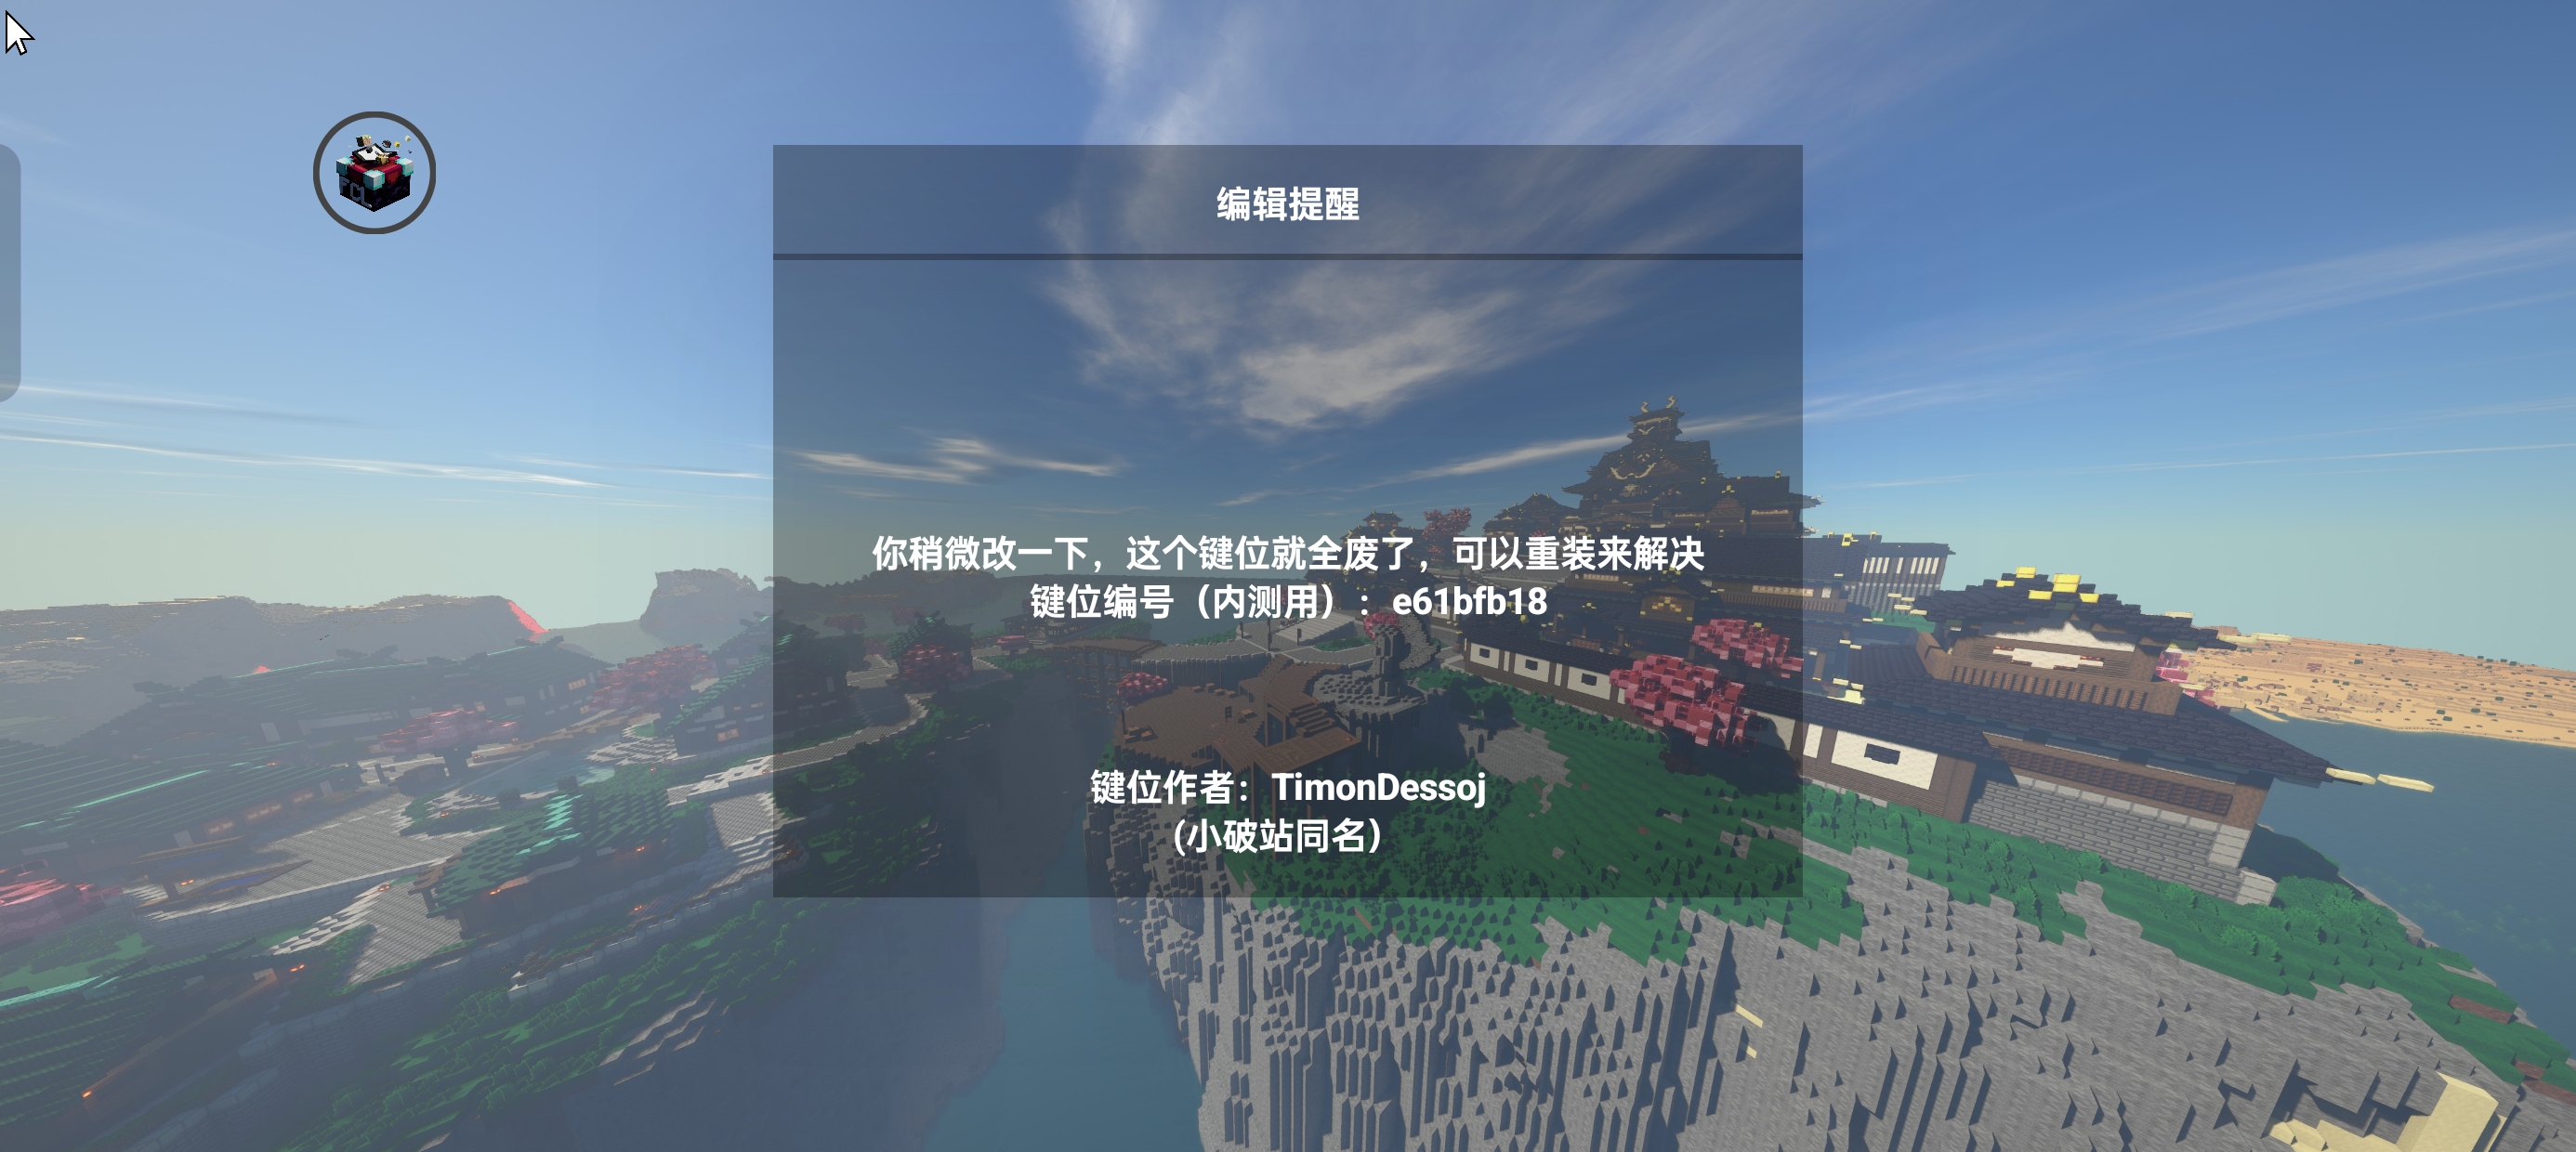 FCL
编辑提醒
你稍微改一下，这个键位就全废了，可以重装来解决
键位编号（内测用）：e61bfb18
键位作者：TimonDessoj
(小破站同名）